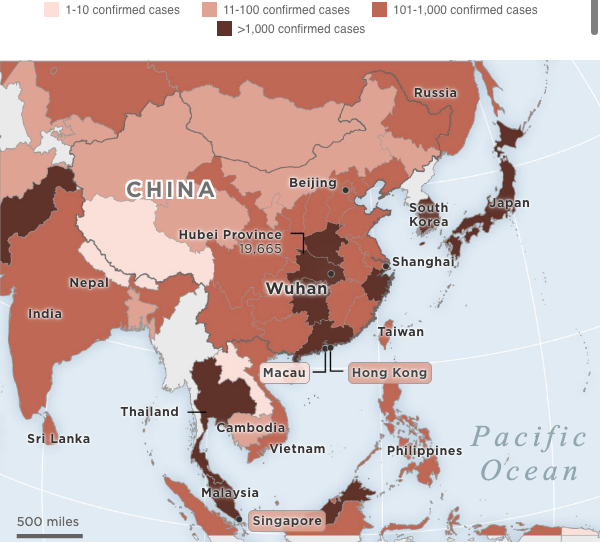 1-10 confirmed cases
11-100 confirmed cases
101-1,000 confirmed cases
>1,000 confirmed cases
Russia
CHINA
Beijing
South
Korea
Japan
Hubei Province
19,665
Shanghai
Nepal
Wuhan
India
Taiwan
Macau
Hong Kong
Thailand
Cambodia
Sri Lanka
Vietnam
Philippines
Pacific
Ocean
Malaysia
Singapore
500 miles